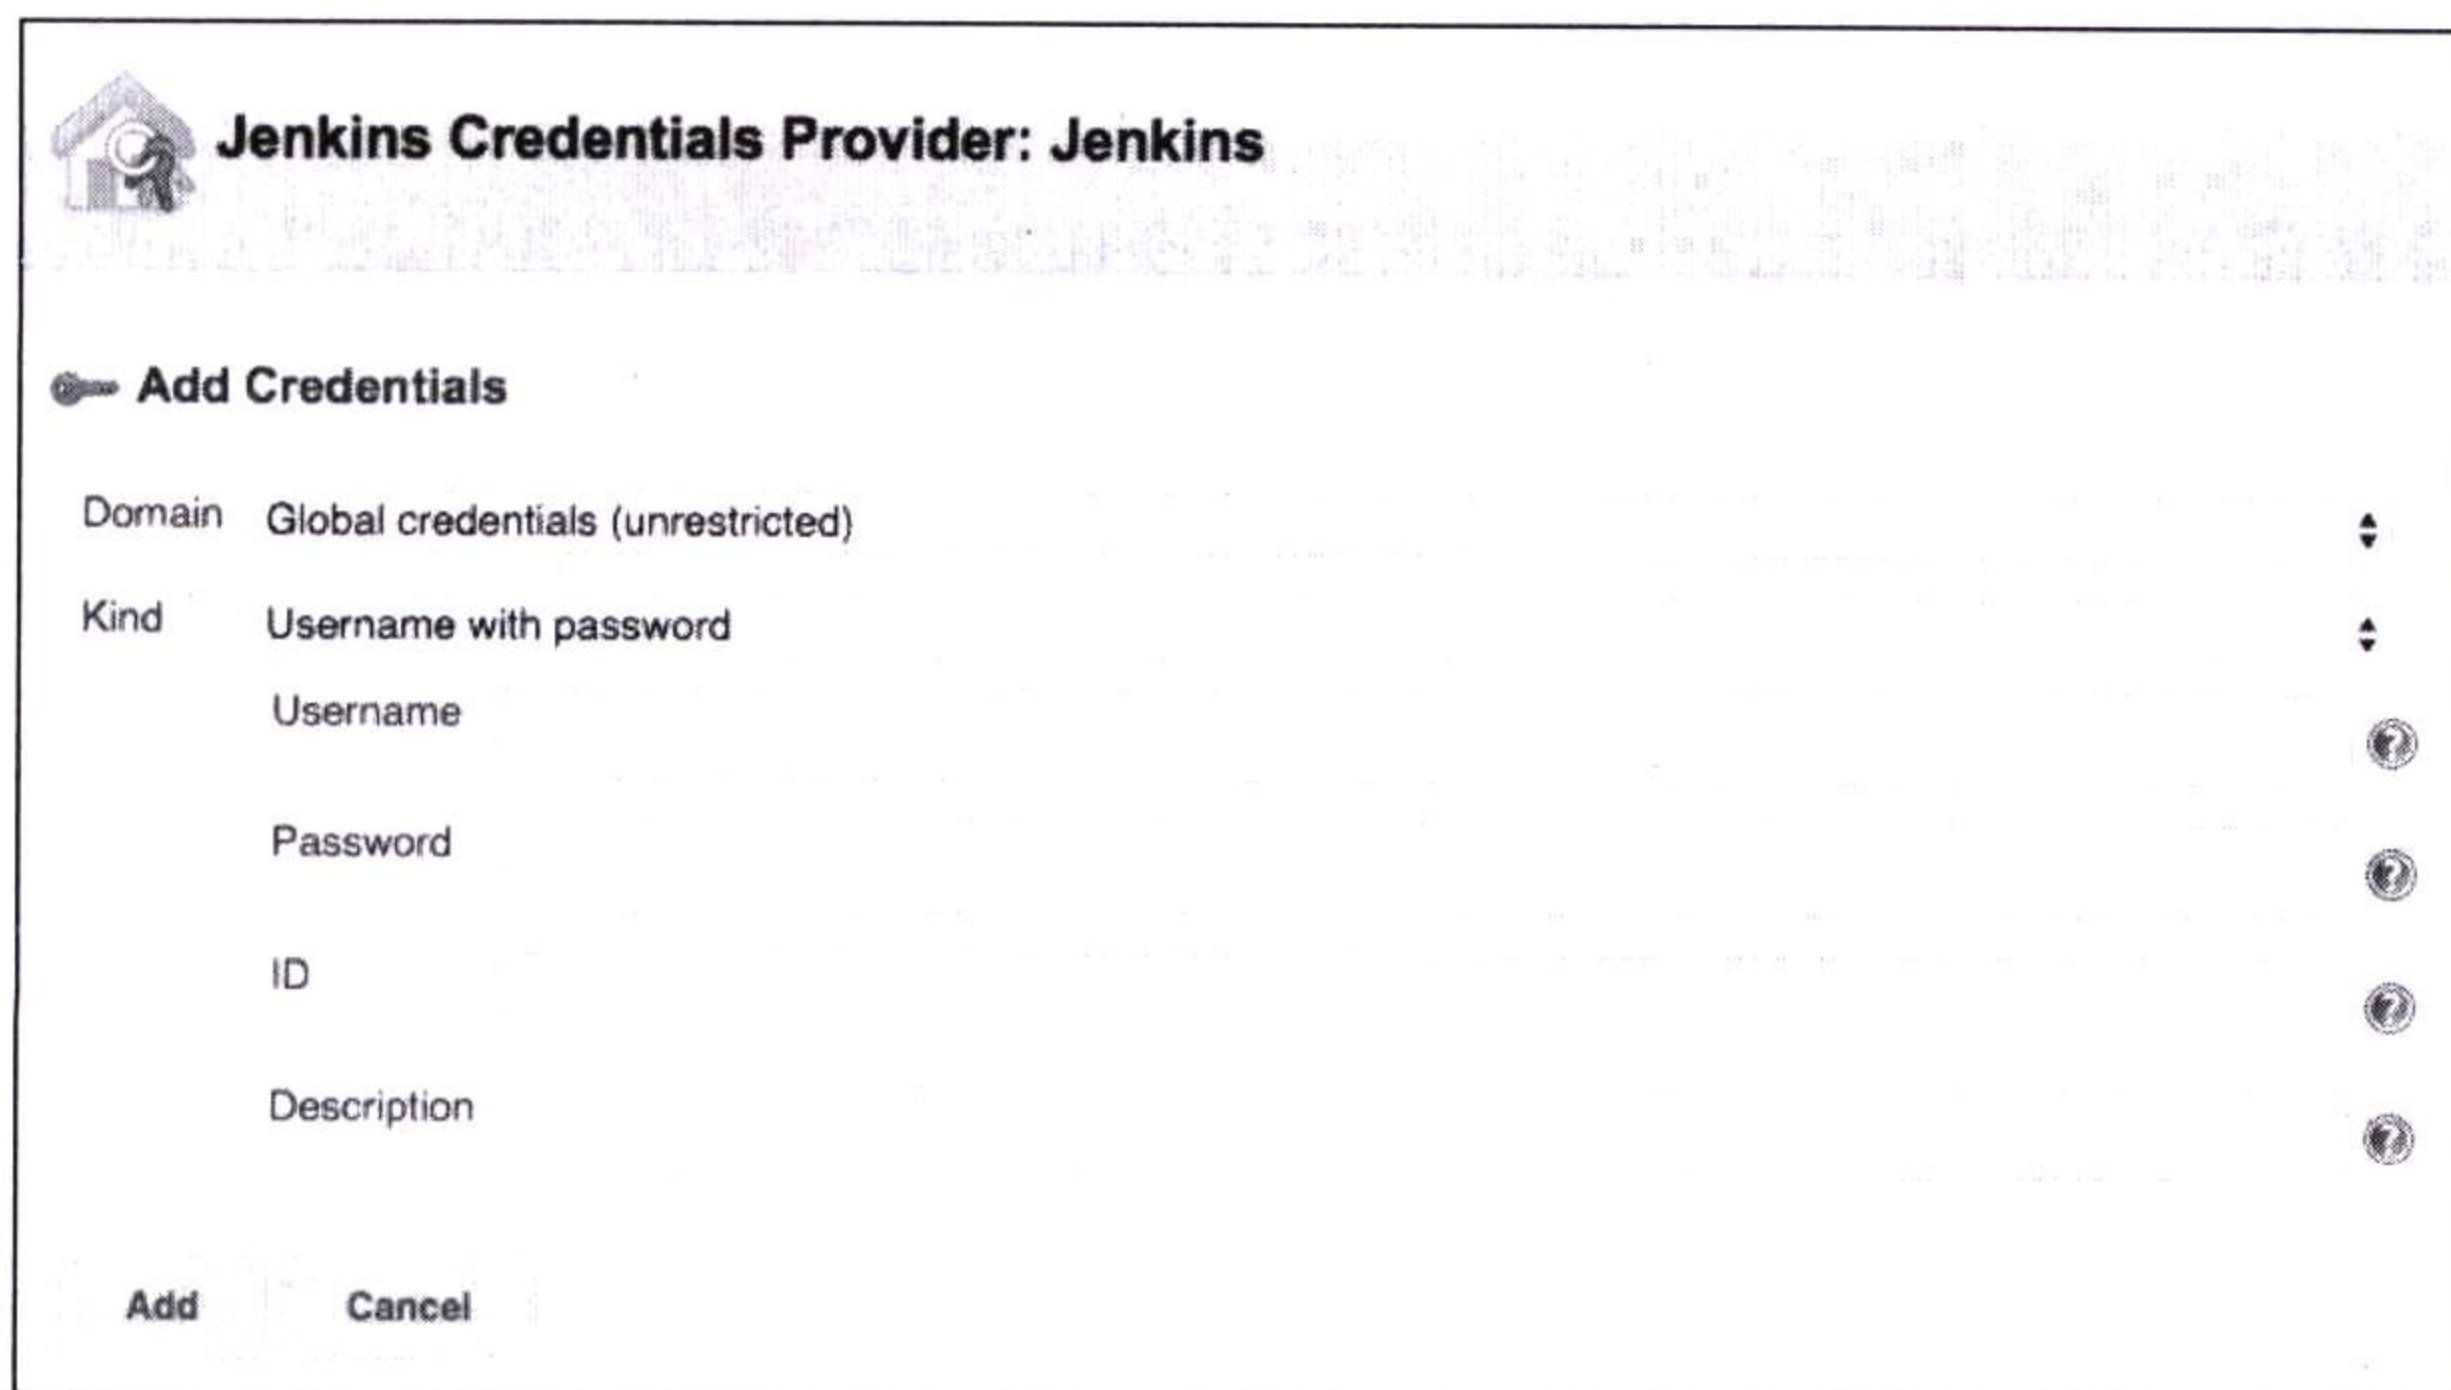 Jenkins Credentials Provider: Jenkins
Add Credentials
Domain Global credentials (unrestricted)
Kind Username with password
Username
Password
ID
Description
Add Cancel